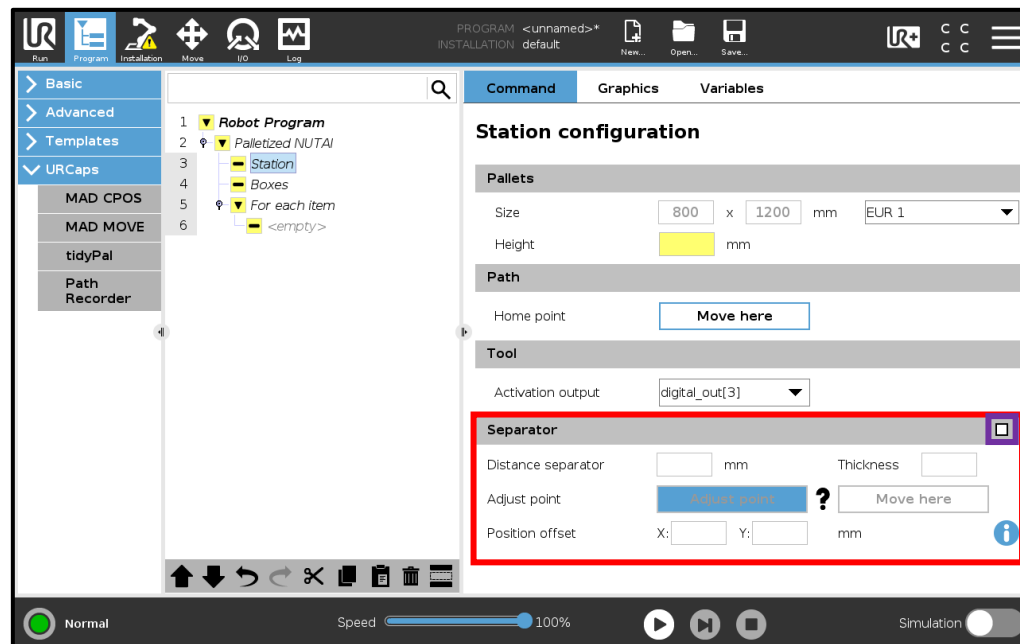 PROGRAM <unnamed>*
INSTALLATION default
UR
UR+
C C
C C
Run
Program
Installation
Move
I/O
Log
New...
Open...
Save...
Basic
Advanced
Templates
URCaps
MAD CPOS
MAD MOVE
tidyPal
Path
Recorder
1 Robot Program
2 Palletized NUTAI
3 Station
4 Boxes
5 For each item
6 <empty>
Command Graphics Variables
Station configuration
Pallets
Size 800 x 1200 mm EUR 1
Height mm
Path
Home point Move here
Tool
Activation output digital_out[3]
Separator
Distance separator mm Thickness
Adjust point Adjust point ? Move here
Position offset X: Y: mm i
Normal
Speed 100%
Simulation